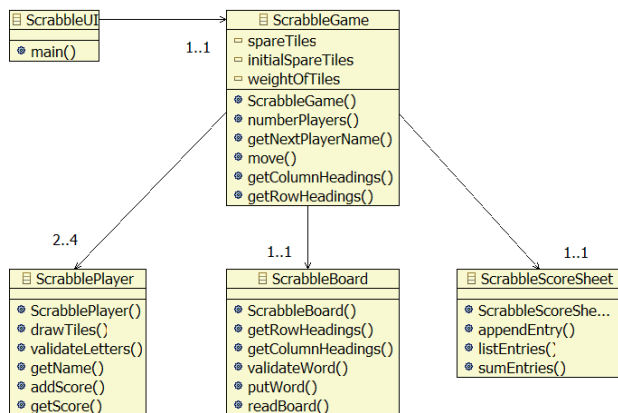 ScrabbleUI
main()
1..1
ScrabbleGame
spareTiles
initialSpareTiles
weightOfTiles
ScrabbleGame()
numberPlayers()
getNextPlayerName()
move()
getColumnHeadings()
getRowHeadings()
2..4
1..1
1..1
ScrabblePlayer
ScrabblePlayer()
drawTiles()
validateLetters()
getName()
addScore()
getScore()
ScrabbleBoard
ScrabbleBoard()
getRowHeadings()
getColumnHeadings()
validateWord()
putWord()
readBoard()
ScrabbleScoreSheet
ScrabbleScoreShe...
appendEntry()
listEntries()
sumEntries()